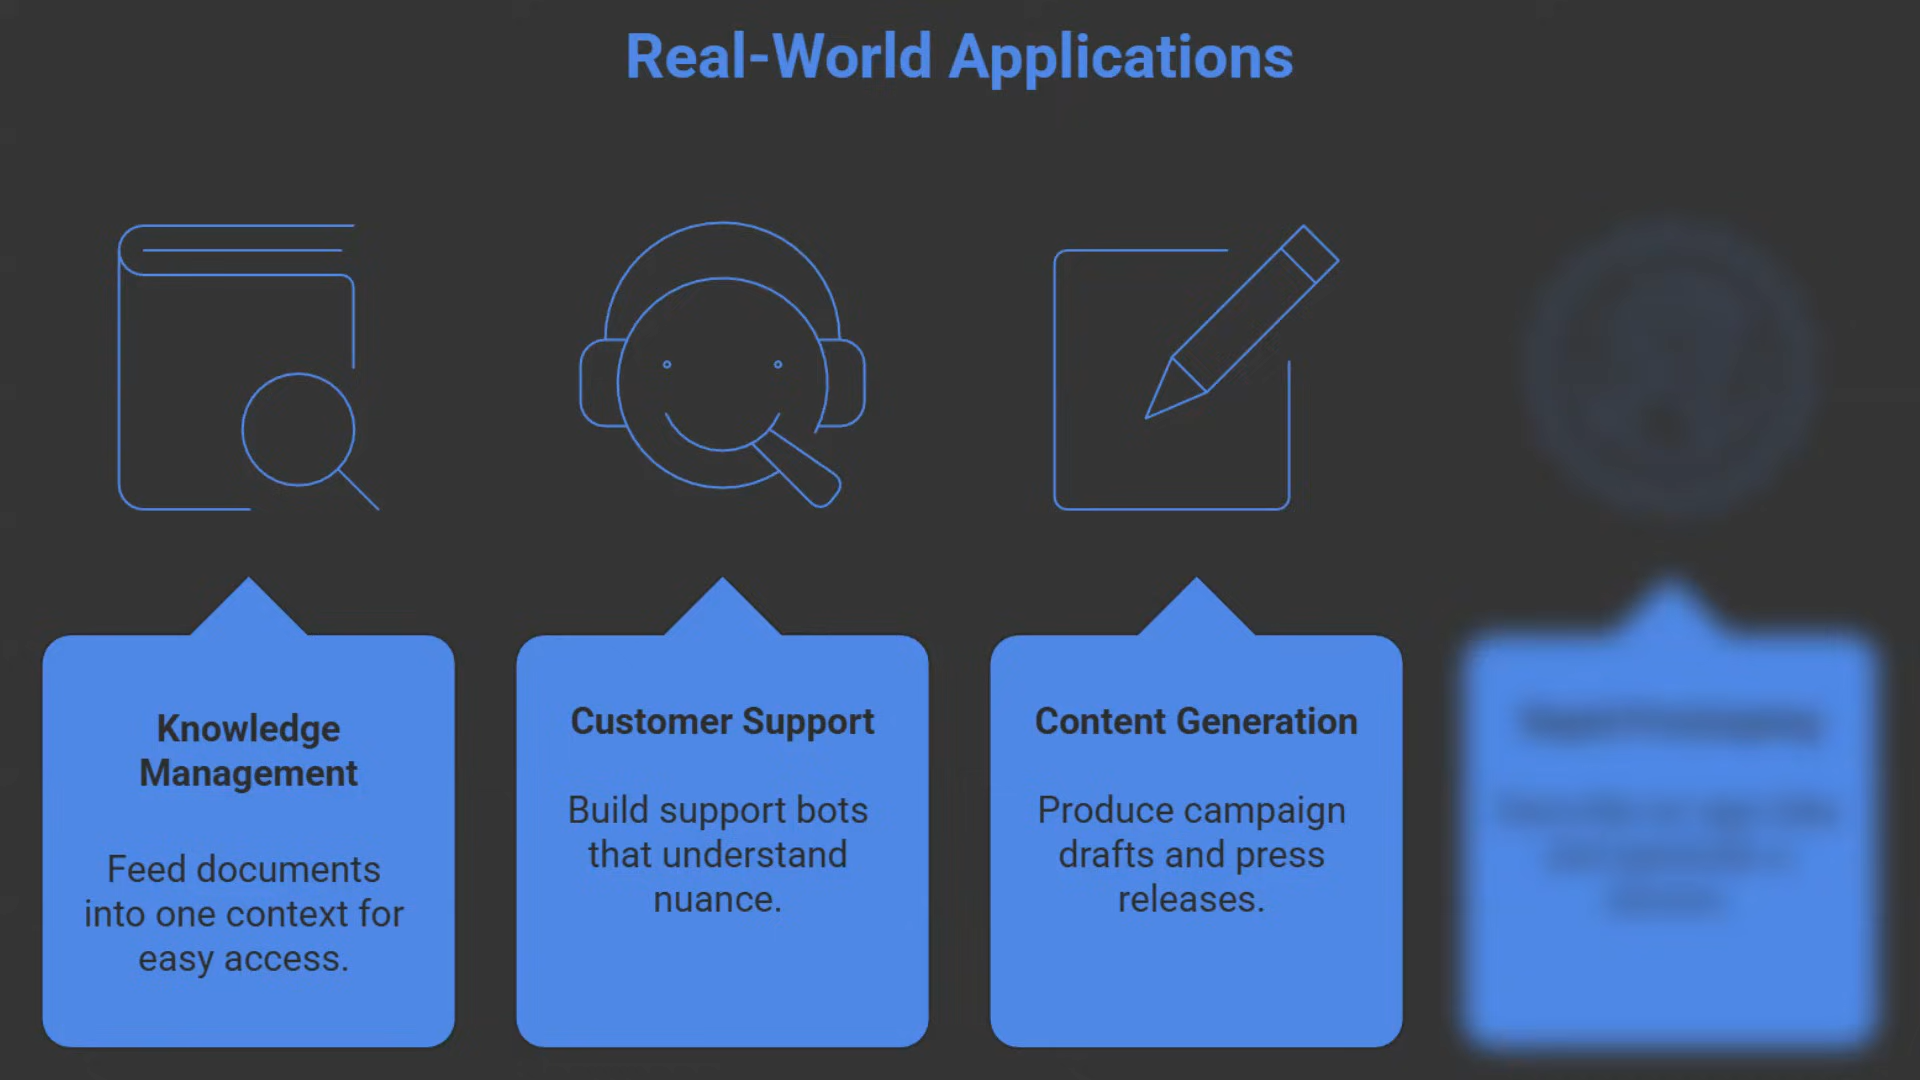 Real-World Applications
Knowledge
Management
Feed documents
into one context for
easy access.
Customer Support
Build support bots
that understand
nuance.
Content Generation
Produce campaign
drafts and press
releases.